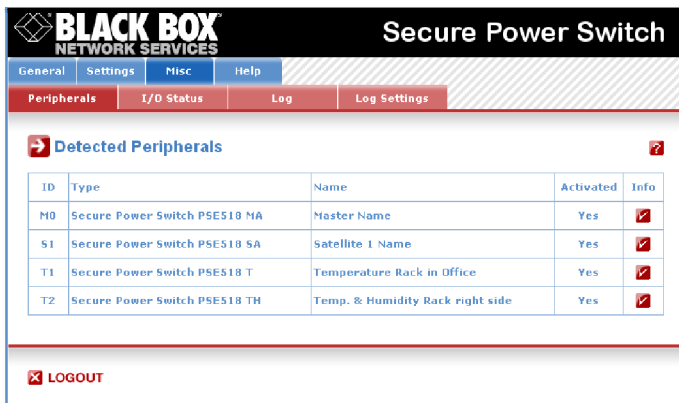 BLACK BOX
NETWORK SERVICES
Secure Power Switch
General Settings Misc Help
Peripherals I/O Status Log Log Settings
Detected Peripherals ?
ID Type Name Activated Info
M0 Secure Power Switch PSE518 MA Master Name Yes
S1 Secure Power Switch PSE518 SA Satellite 1 Name Yes
T1 Secure Power Switch PSE518 T Temperature Rack in Office Yes
T2 Secure Power Switch PSE518 TH Temp. & Humidity Rack right side Yes
LOGOUT